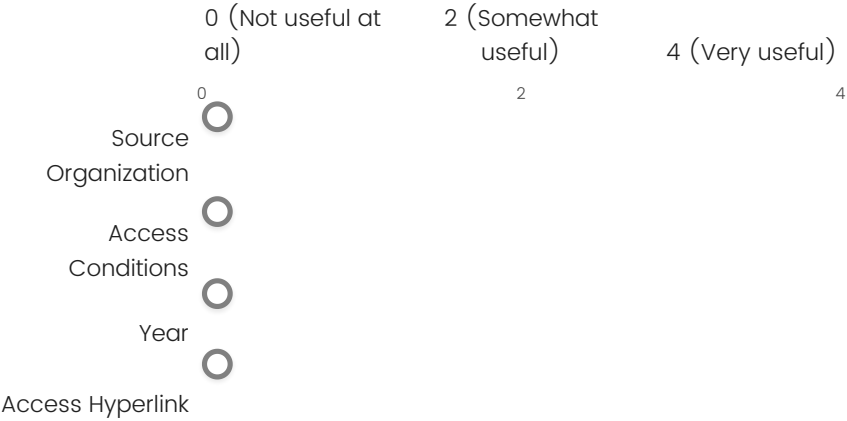 0 (Not useful at
all)
2 (Somewhat
useful)
4 (Very useful)
0
2
4
Source
Organization
Access
Conditions
Year
Access Hyperlink